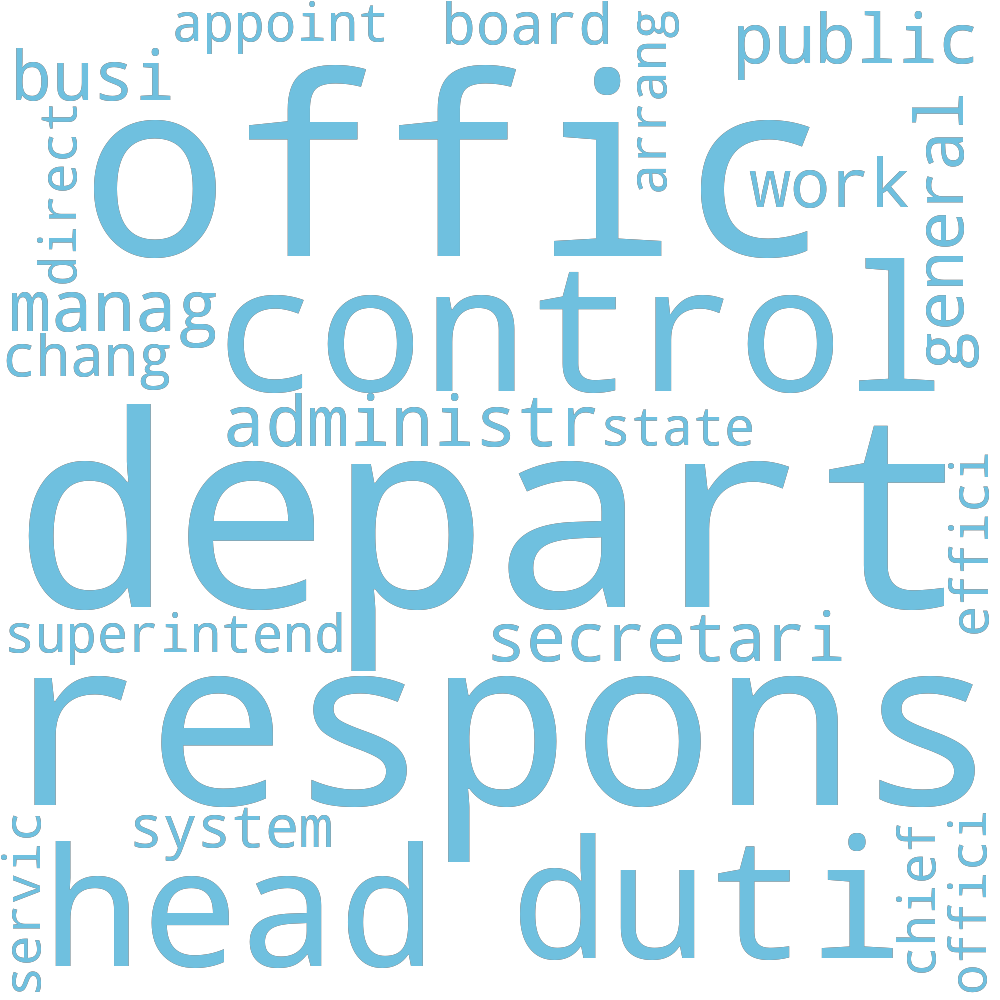 appoint
board
public
busi
arrang
direct
offic
general
work
manag
control
chang
administr
state
depart
effici
superintend
secretari
respons
system
servic
head
duti
chief
offici